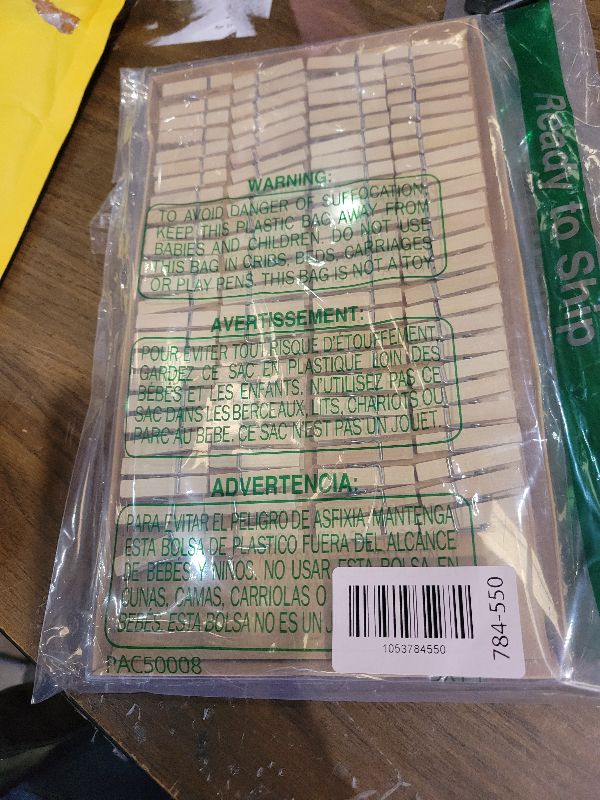 WARNING:
TO AVOID DANGER OF SUFFOCATION,
KEEP THIS PLASTIC BAG AWAY FROM
BABIES AND CHILDREN. DO NOT USE
THIS BAG IN CRIBS, BEDS, CARRIAGES
OR PLAY PENS. THIS BAG IS NOT A TOY.
AVERTISSEMENT:
POUR ÉVITER TOUT RISQUE D'ÉTOUFFEMENT,
GARDEZ CE SAC EN PLASTIQUE LOIN DES
BÉBÉS ET LES ENFANTS. N'UTILISEZ PAS CE
SAC DANS LES BERCEAUX, LITS, CHARIOTS OU
PARC AU BÉBÉ. CE SAC N'EST PAS UN JOUET.
ADVERTENCIA:
PARA EVITAR EL PELIGRO DE ASFIXIA, MANTENGA
ESTA BOLSA DE PLASTICO FUERA DEL ALCANCE
DE BEBÉS Y NIÑOS. NO USAR ESTA BOLSA EN
CUNAS, CAMAS, CARRIOLAS O
BEBES. ESTA BOLSA NO ES UN J
PAC50008
1053784550
784-550
Ready to Ship